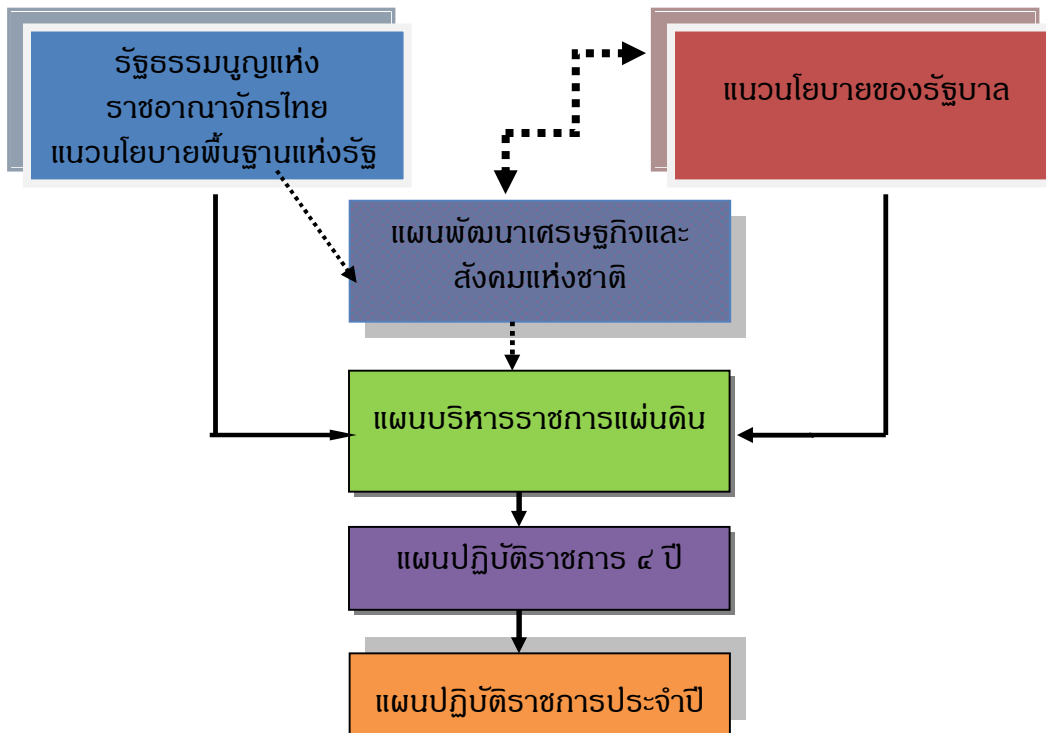 รัฐธรรมนูญแห่ง
ราชอาณาจักรไทย
แนวนโยบายพื้นฐานแห่งรัฐ
แนวนโยบายของรัฐบาล
แผนพัฒนาเศรษฐกิจและ
สังคมแห่งชาติ
แผนบริหารราชการแผ่นดิน
แผนปฏิบัติราชการ ๔ ปี
แผนปฏิบัติราชการประจำปี